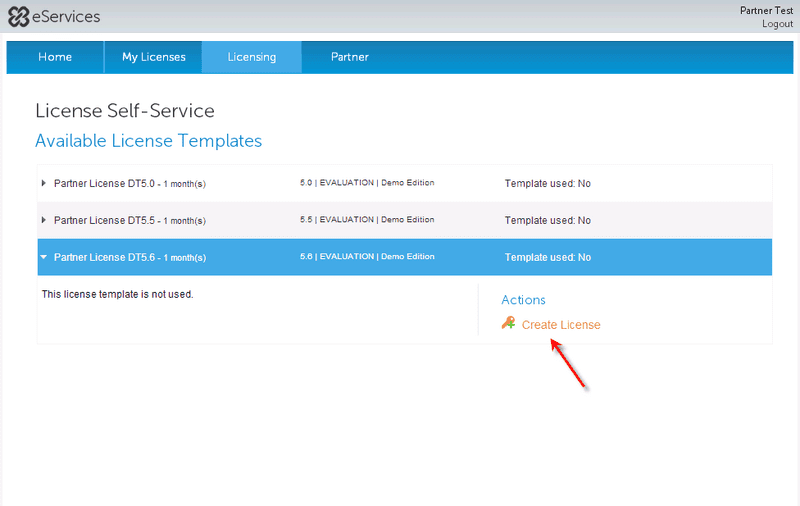 eServices
Partner Test
Logout
Home My Licenses Licensing Partner
License Self-Service
Available License Templates
Partner License DT5.0 - 1 month(s) 5.0 | EVALUATION | Demo Edition Template used: No
Partner License DT5.5 - 1 month(s) 5.5 | EVALUATION | Demo Edition Template used: No
Partner License DT5.6 - 1 month(s) 5.6 | EVALUATION | Demo Edition Template used: No
This license template is not used.
Actions
Create License